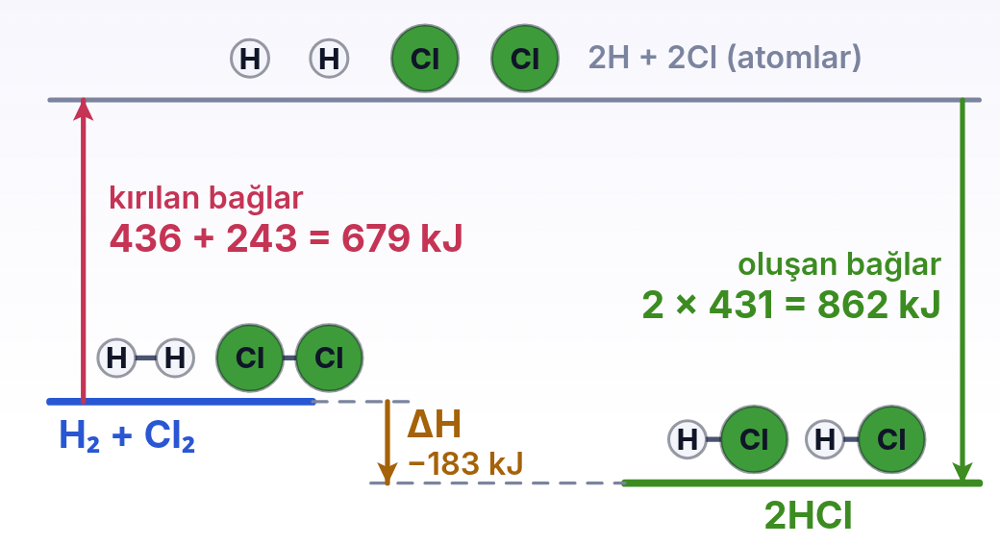 H H Cl Cl 2H + 2Cl (atomlar)
kırılan bağlar
436 + 243 = 679 kJ
oluşan bağlar
2 × 431 = 862 kJ
H H Cl Cl
H₂ + Cl₂
ΔH
−183 kJ
H Cl H Cl
2HCl